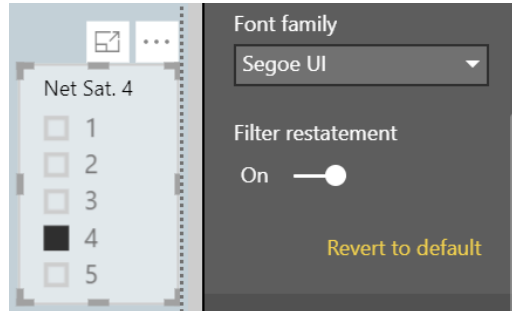 Net Sat. 4
1
2
3
4
5
Font family
Segoe UI
Filter restatement
On
Revert to default